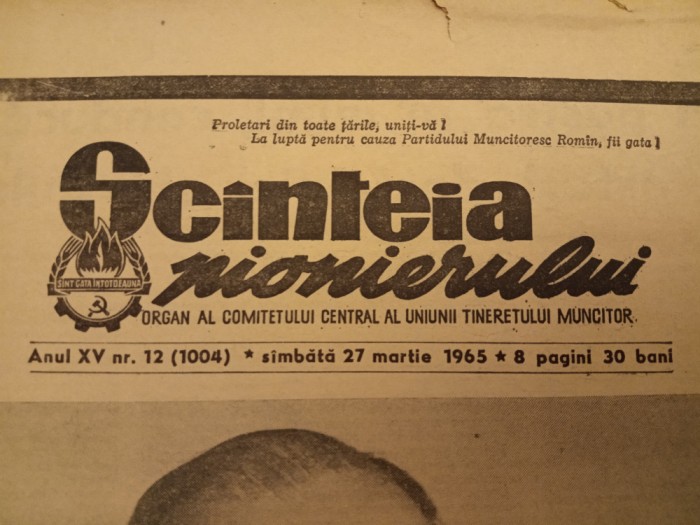 Proletari din toate țările, uniți-vă!
La luptă pentru cauza Partidului Muncitoresc Romîn, fii gata!
Scînteia
pionierului
SÎNT GATA ÎNTOTDEAUNA
ORGAN AL COMITETULUI CENTRAL AL UNIUNII TINERETULUI MUNCITOR
Anul XV nr. 12 (1004) * sîmbătă 27 martie 1965 * 8 pagini 30 bani